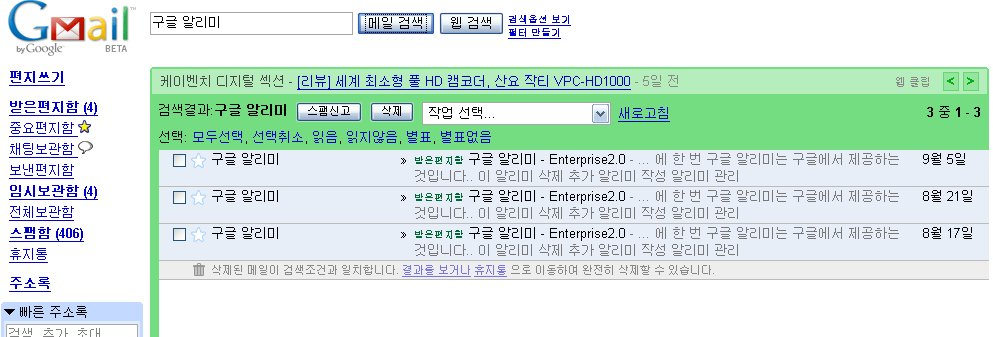 Gmail™
by Google BETA
구글 알리미 메일 검색 웹 검색 검색옵션 보기
필터 만들기
편지쓰기
받은편지함 (4)
중요편지함
채팅보관함
보낸편지함
임시보관함 (4)
전체보관함
스팸함 (406)
휴지통
주소록
빠른 주소록
검색, 추가, 초대
케이벤치 디지털 섹션 - [리뷰] 세계 최소형 풀 HD 캠코더, 산요 작티 VPC-HD1000 - 5일 전 웹 클립 < >
검색결과:구글 알리미 스팸신고 삭제 작업 선택... 새로고침 3 중 1 - 3
선택: 모두선택, 선택취소, 읽음, 읽지않음, 별표, 별표없음
구글 알리미 » 받은편지함 구글 알리미 - Enterprise2.0 - ... 에 한 번 구글 알리미는 구글에서 제공하는 9월 5일
것입니다.. 이 알리미 삭제 추가 알리미 작성 알리미 관리
구글 알리미 » 받은편지함 구글 알리미 - Enterprise2.0 - ... 에 한 번 구글 알리미는 구글에서 제공하는 8월 21일
것입니다.. 이 알리미 삭제 추가 알리미 작성 알리미 관리
구글 알리미 » 받은편지함 구글 알리미 - Enterprise2.0 - ... 에 한 번 구글 알리미는 구글에서 제공하는 8월 17일
것입니다.. 이 알리미 삭제 추가 알리미 작성 알리미 관리
삭제된 메일이 검색조건과 일치합니다. 결과를 보거나 휴지통 으로 이동하여 완전히 삭제할 수 있습니다.